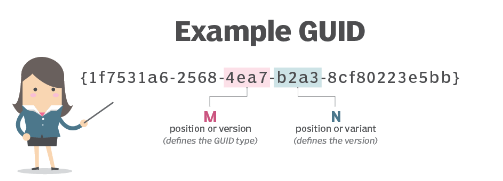 Example GUID
{1f7531a6-2568-4ea7-b2a3-8cf80223e5bb}
M
position or version
(defines the GUID type)
N
position or variant
(defines the version)